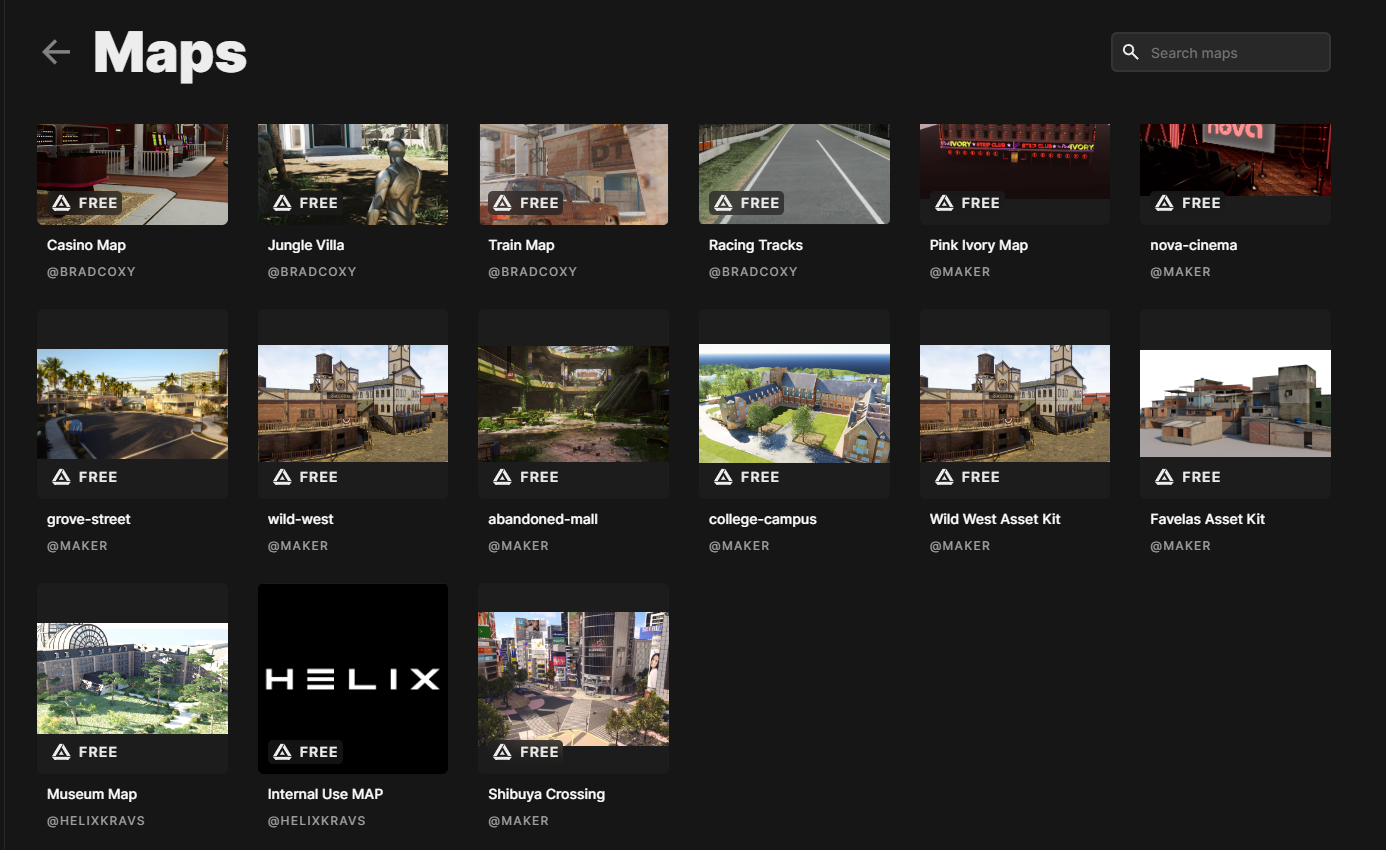 Maps
Search maps
DT
IVORY STRIP CLUB STRIP CLUB IVORY
nova
FREE FREE FREE FREE FREE FREE
Casino Map Jungle Villa Train Map Racing Tracks Pink Ivory Map nova-cinema
@BRADCOXY @BRADCOXY @BRADCOXY @BRADCOXY @MAKER @MAKER
FREE FREE FREE FREE FREE FREE
grove-street wild-west abandoned-mall college-campus Wild West Asset Kit Favelas Asset Kit
@MAKER @MAKER @MAKER @MAKER @MAKER @MAKER
HELIX
FREE FREE FREE
Museum Map Internal Use MAP Shibuya Crossing
@HELIXKRAVS @HELIXKRAVS @MAKER